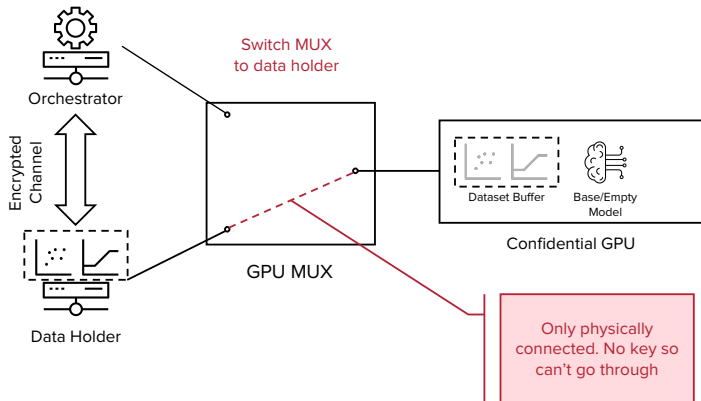 Switch MUX
to data holder
Orchestrator
Encrypted
Channel
Dataset Buffer
Base/Empty
Model
Confidential GPU
GPU MUX
Data Holder
Only physically
connected. No key so
can't go through